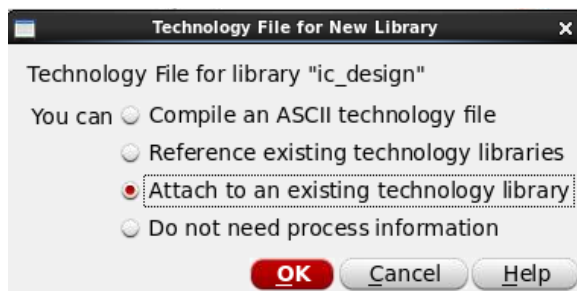 Technology File for New Library
Technology File for library "ic_design"
You can Compile an ASCII technology file
Reference existing technology libraries
Attach to an existing technology library
Do not need process information
OK Cancel Help